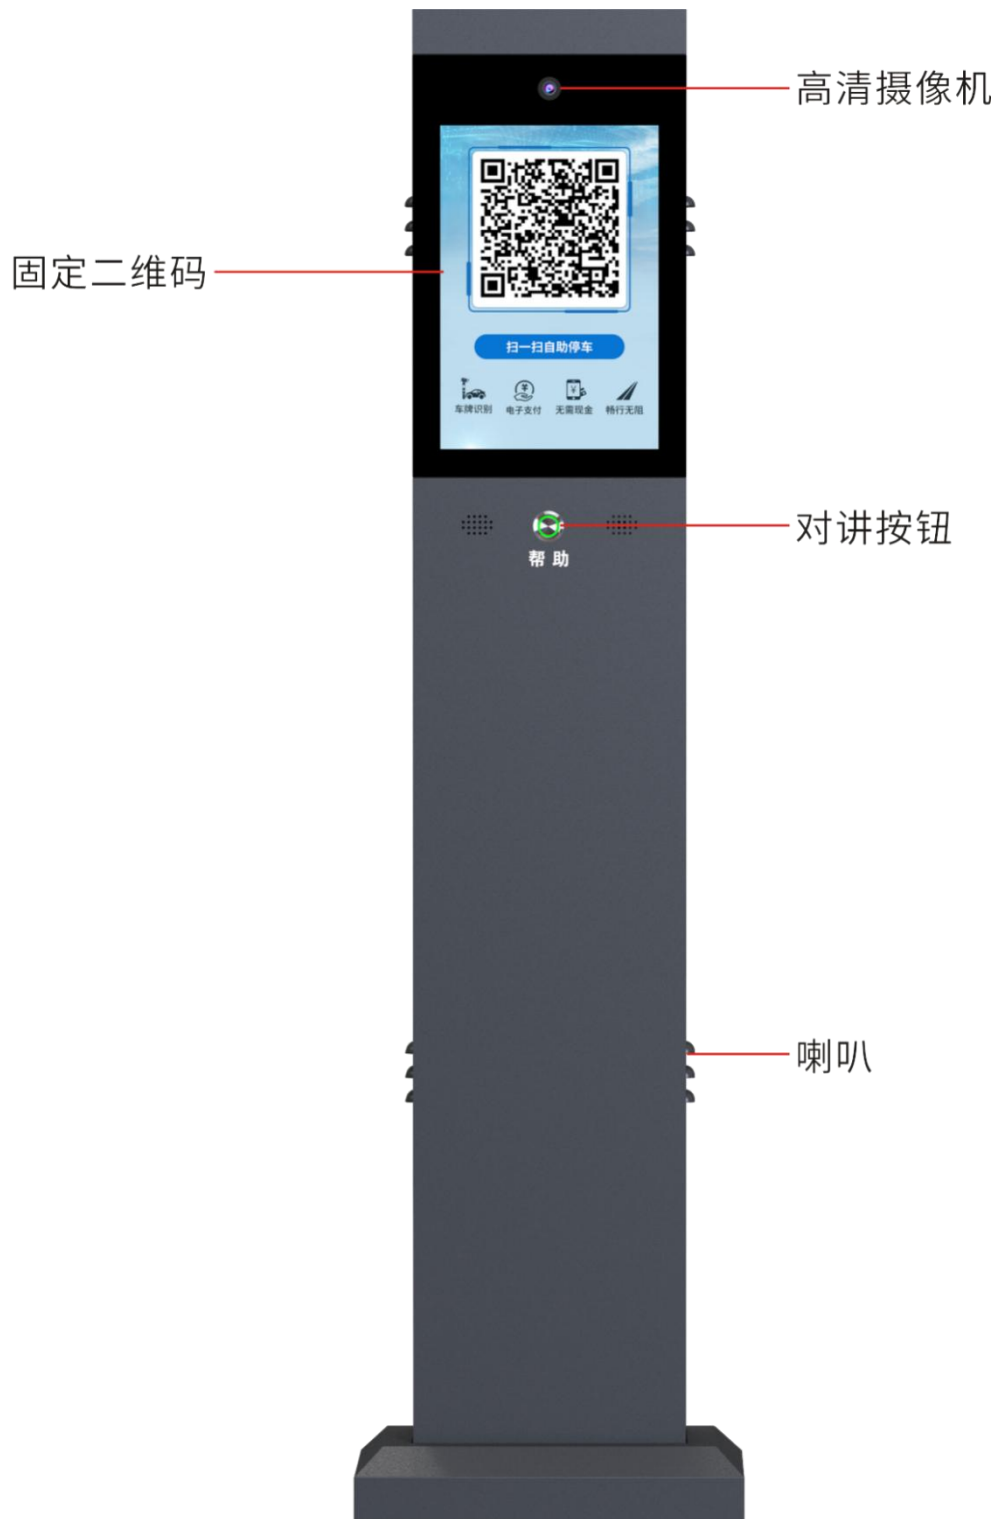 高清摄像机
固定二维码
扫一扫自助停车
车牌识别 电子支付 无需现金 畅行无阻
对讲按钮
帮助
喇叭